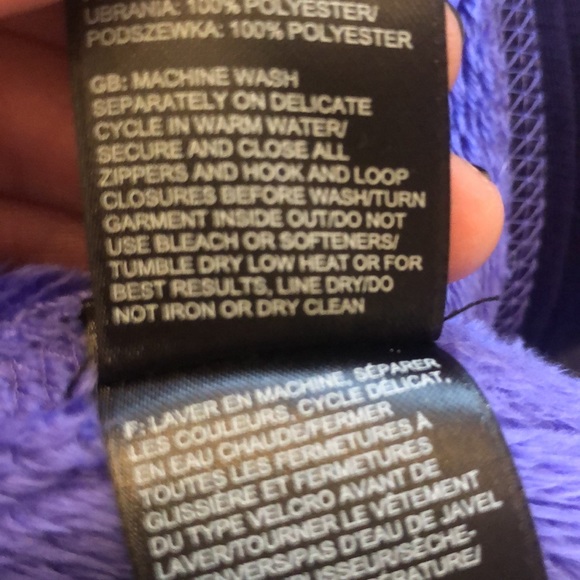 UBRANIA: 100% POLYESTER/
PODSZEWKA: 100% POLYESTER
GB: MACHINE WASH
SEPARATELY ON DELICATE
CYCLE IN WARM WATER/
SECURE AND CLOSE ALL
ZIPPERS AND HOOK AND LOOP
CLOSURES BEFORE WASH/TURN
GARMENT INSIDE OUT/DO NOT
USE BLEACH OR SOFTENERS/
TUMBLE DRY LOW HEAT OR FOR
BEST RESULTS, LINE DRY/DO
NOT IRON OR DRY CLEAN
F: LAVER EN MACHINE, SÉPARER
LES COULEURS, CYCLE DÉLICAT,
EN EAU CHAUDE/FERMER
TOUTES LES FERMETURES À
GLISSIÈRE ET FERMETURES
DU TYPE VELCRO AVANT DE
LAVER/TOURNER LE VÊTEMENT
ENVERS/PAS D'EAU DE JAVEL